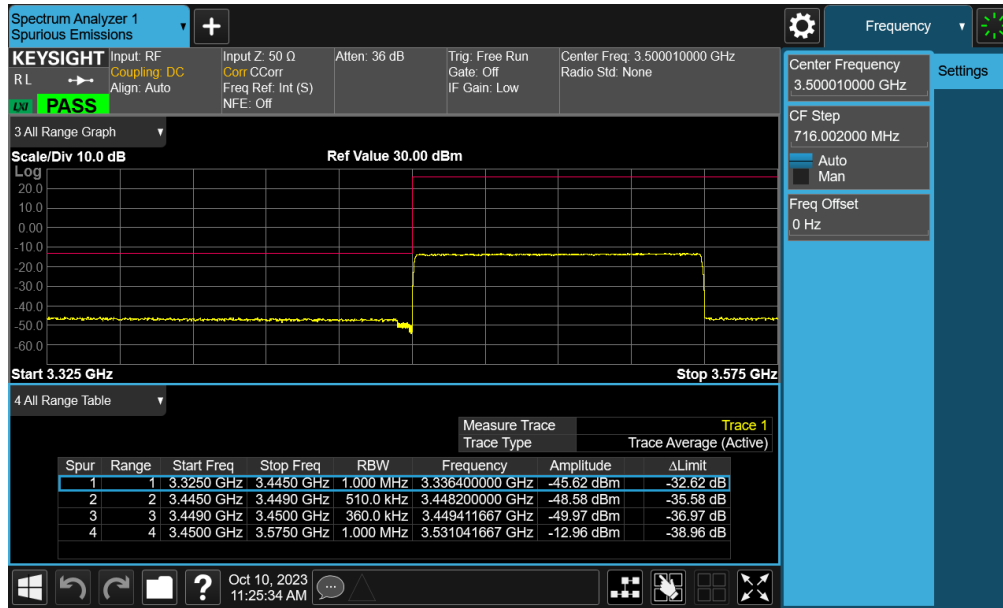 Spectrum Analyzer 1
Spurious Emissions
+
Frequency
KEYSIGHT
R L
LXI
PASS
Input: RF
Coupling: DC
Align: Auto
Input Z: 50 Ω
Corr CCorr
Freq Ref: Int (S)
NFE: Off
Atten: 36 dB
Trig: Free Run
Gate: Off
IF Gain: Low
Center Freq: 3.500010000 GHz
Radio Std: None
Center Frequency
3.500010000 GHz
Settings
CF Step
716.002000 MHz
Auto
Man
Freq Offset
0 Hz
3 All Range Graph
Scale/Div 10.0 dB
Ref Value 30.00 dBm
Log
20.0
10.0
0.00
-10.0
-20.0
-30.0
-40.0
-50.0
-60.0
Start 3.325 GHz
Stop 3.575 GHz
4 All Range Table
Measure Trace Trace 1
Trace Type Trace Average (Active)
Spur Range Start Freq Stop Freq RBW Frequency Amplitude ΔLimit
1 1 3.3250 GHz 3.4450 GHz 1.000 MHz 3.336400000 GHz -45.62 dBm -32.62 dB
2 2 3.4450 GHz 3.4490 GHz 510.0 kHz 3.448200000 GHz -48.58 dBm -35.58 dB
3 3 3.4490 GHz 3.4500 GHz 360.0 kHz 3.449411667 GHz -49.97 dBm -36.97 dB
4 4 3.4500 GHz 3.5750 GHz 1.000 MHz 3.531041667 GHz -12.96 dBm -38.96 dB
?
Oct 10, 2023
11:25:34 AM